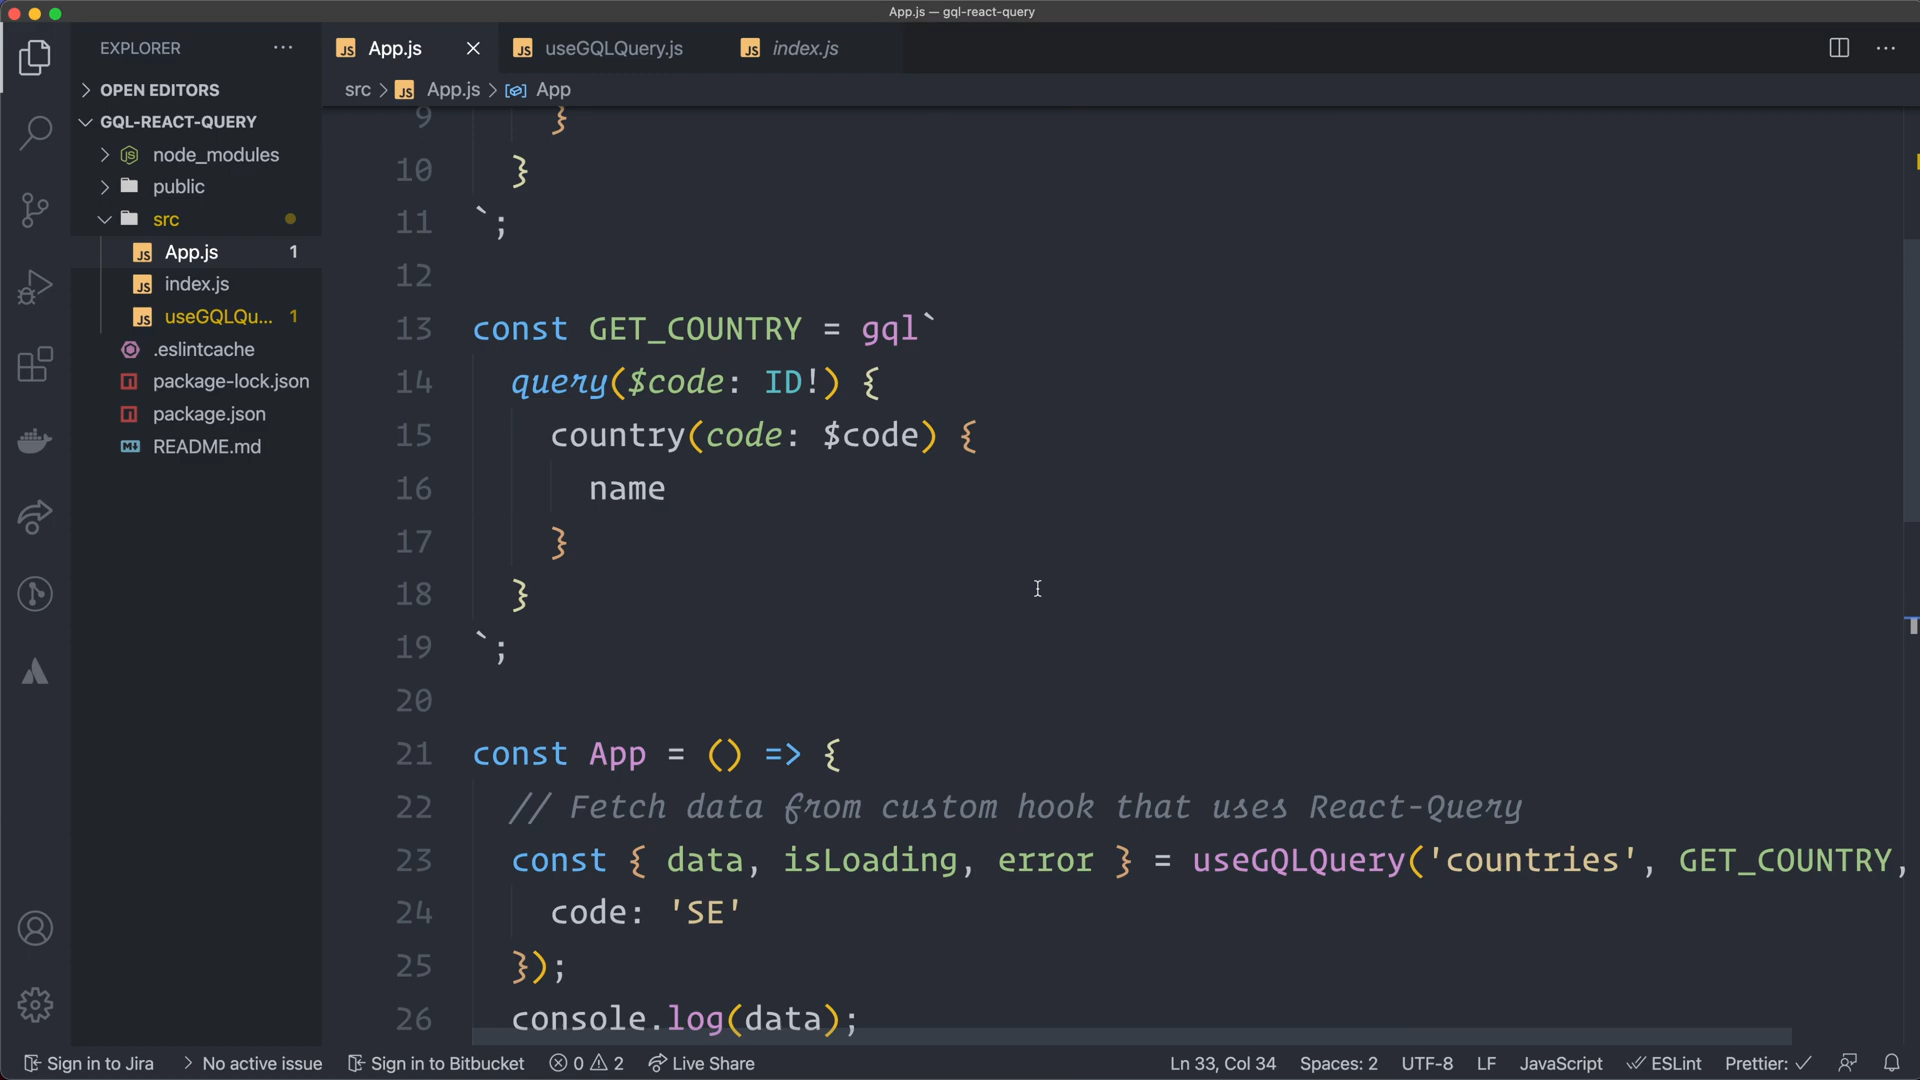 App.js — gql-react-query
EXPLORER
OPEN EDITORS
GQL-REACT-QUERY
node_modules
public
src
App.js 1
index.js
useGQLQu... 1
.eslintcache
package-lock.json
package.json
README.md
JS App.js
JS useGQLQuery.js
JS index.js
src > JS App.js > App
9 }
10 }
11 `;
12
13 const GET_COUNTRY = gql`
14 query($code: ID!) {
15 country(code: $code) {
16 name
17 }
18 }
19 `;
20
21 const App = () => {
22 // Fetch data from custom hook that uses React-Query
23 const { data, isLoading, error } = useGQLQuery('countries', GET_COUNTRY,
24 code: 'SE'
25 });
26 console.log(data);
Sign in to Jira > No active issue Sign in to Bitbucket 0 2 Live Share Ln 33, Col 34 Spaces: 2 UTF-8 LF JavaScript ESLint Prettier: ✓